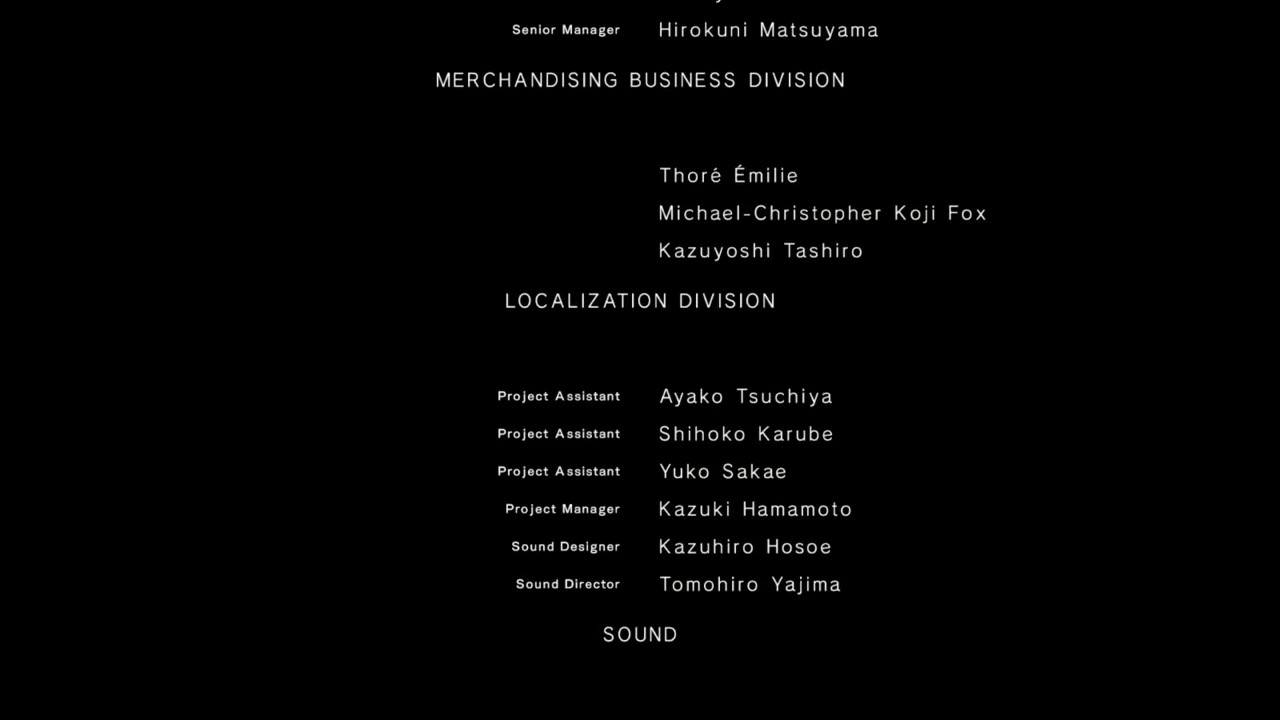 Senior Manager Hirokuni Matsuyama
MERCHANDISING BUSINESS DIVISION
Thoré Émilie
Michael-Christopher Koji Fox
Kazuyoshi Tashiro
LOCALIZATION DIVISION
Project Assistant Ayako Tsuchiya
Project Assistant Shihoko Karube
Project Assistant Yuko Sakae
Project Manager Kazuki Hamamoto
Sound Designer Kazuhiro Hosoe
Sound Director Tomohiro Yajima
SOUND